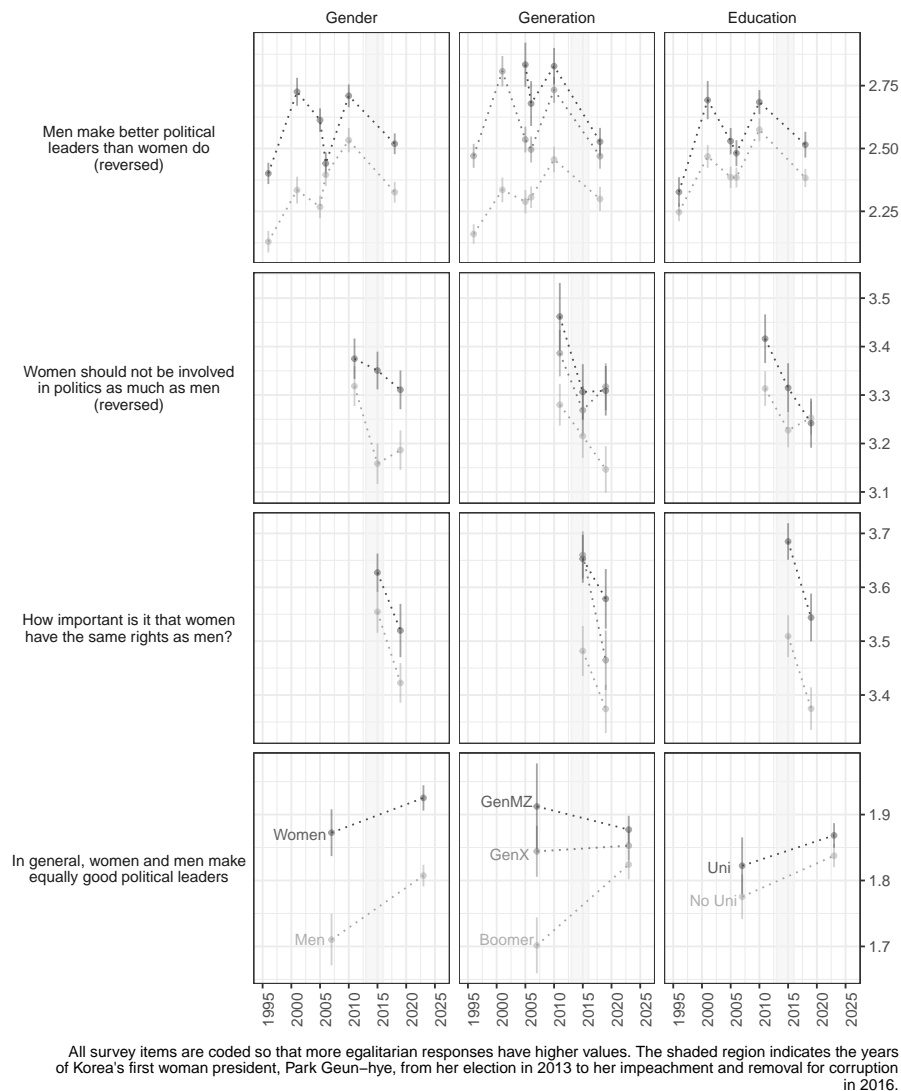 Gender
Generation
Education
Men make better political
leaders than women do
(reversed)
2.75
2.50
2.25
Women should not be involved
in politics as much as men
(reversed)
3.5
3.4
3.3
3.2
3.1
How important is it that women
have the same rights as men?
3.7
3.6
3.5
3.4
In general, women and men make
equally good political leaders
Women
Men
GenMZ
GenX
Boomer
Uni
No Uni
1.9
1.8
1.7
1995 2000 2005 2010 2015 2020 2025
1995 2000 2005 2010 2015 2020 2025
1995 2000 2005 2010 2015 2020 2025
All survey items are coded so that more egalitarian responses have higher values. The shaded region indicates the years
of Korea's first woman president, Park Geun−hye, from her election in 2013 to her impeachment and removal for corruption
in 2016.